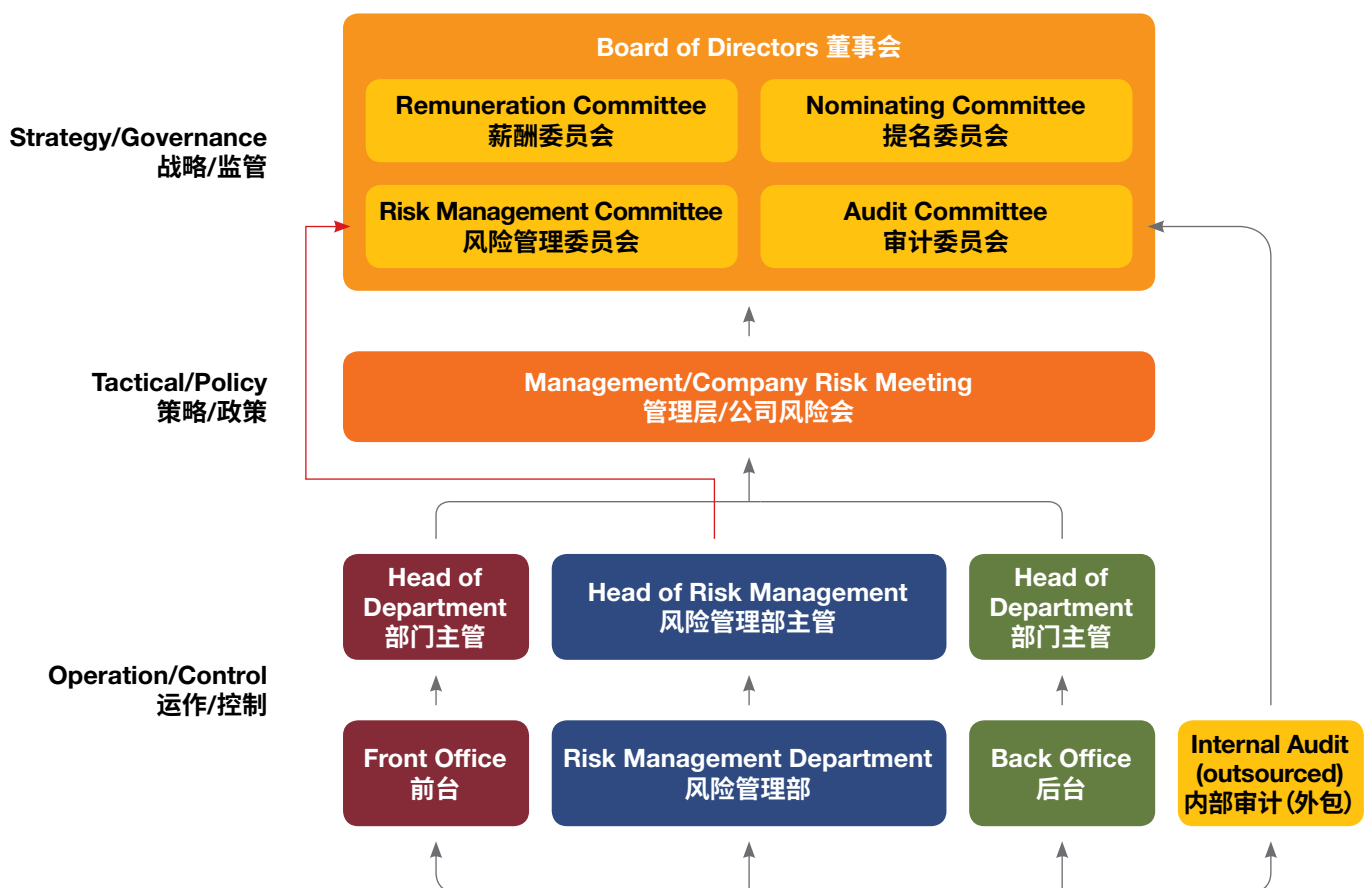 Board of Directors 董事会
Remuneration Committee
薪酬委员会
Nominating Committee
提名委员会
Strategy/Governance
战略/监管
Risk Management Committee
风险管理委员会
Audit Committee
审计委员会
Tactical/Policy
策略/政策
Management/Company Risk Meeting
管理层/公司风险会
Head of
Department
部门主管
Head of Risk Management
风险管理部主管
Head of
Department
部门主管
Operation/Control
运作/控制
Front Office
前台
Risk Management Department
风险管理部
Back Office
后台
Internal Audit
(outsourced)
内部审计(外包)